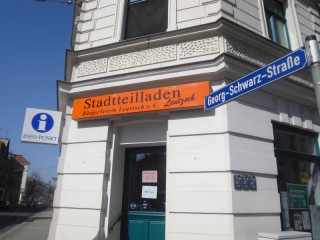 Stadtteilladen
Leutzsch
Bürgerverein Leutzsch e.V.
Georg-Schwarz-Straße
i
INFO-PUNKT